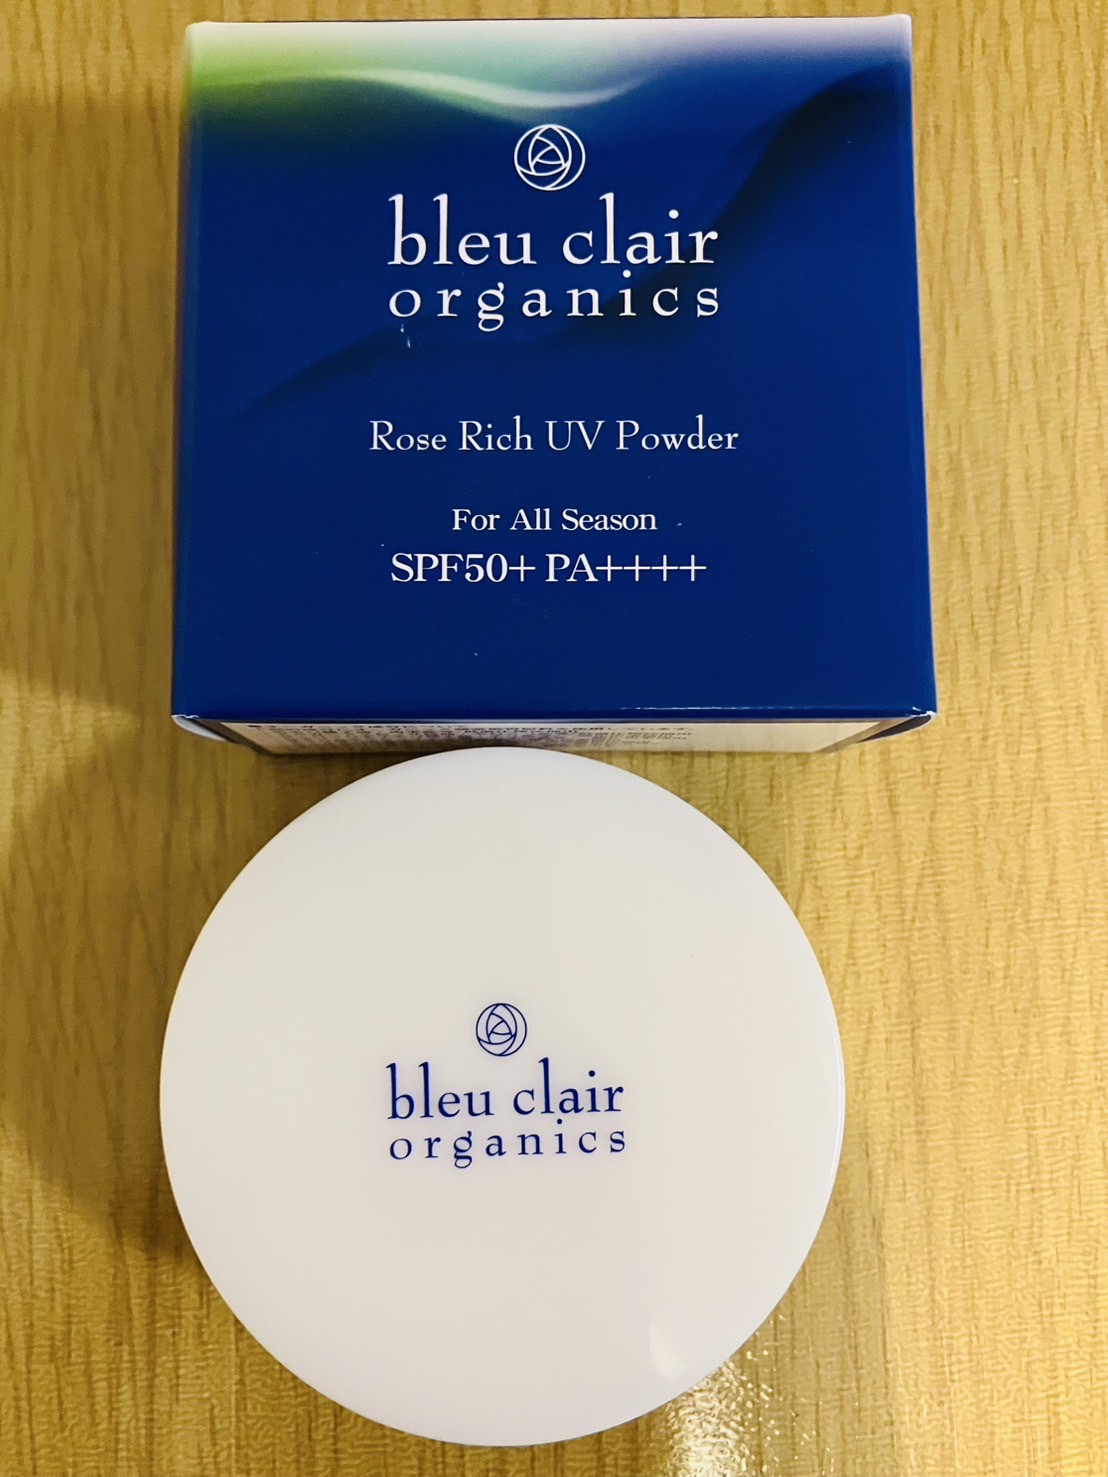 bleu clair
organics
Rose Rich UV Powder
For All Season
SPF50+ PA++++
bleu clair
organics